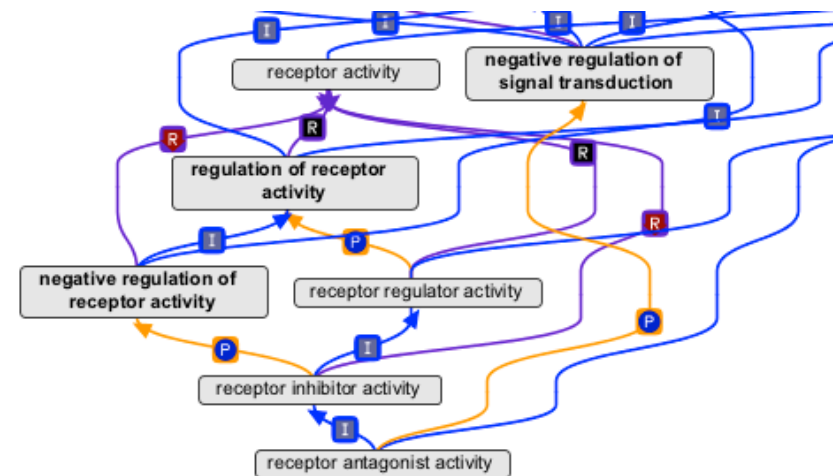 I
I
I
I
receptor activity
negative regulation of
signal transduction
I
R
R
R
regulation of receptor
activity
R
I
P
negative regulation of
receptor activity
receptor regulator activity
P
P
I
receptor inhibitor activity
I
receptor antagonist activity